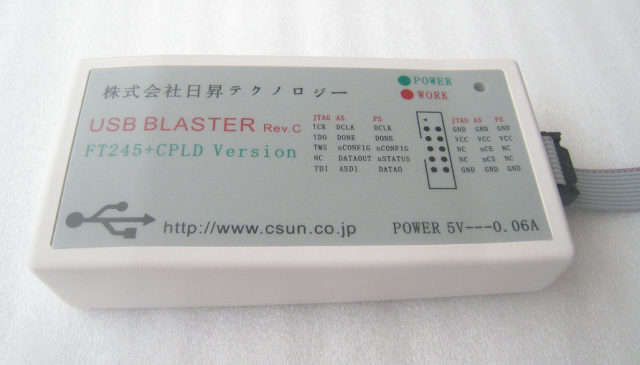 株式会社日昇テクノロジー
POWER
WORK
USB BLASTER Rev.C
FT245+CPLD Version
JTAG AS PS
TCK DCLK DCLK
TDO DONE DONE
TMS nCONFIG nCONFIG
NC DATAOUT nSTATUS
TDI ASDI DATA0
JTAG AS PS
GND GND GND
VCC VCC VCC
NC nCE NC
NC nCS NC
GND GND GND
http://www.csun.co.jp
POWER 5V---0.06A